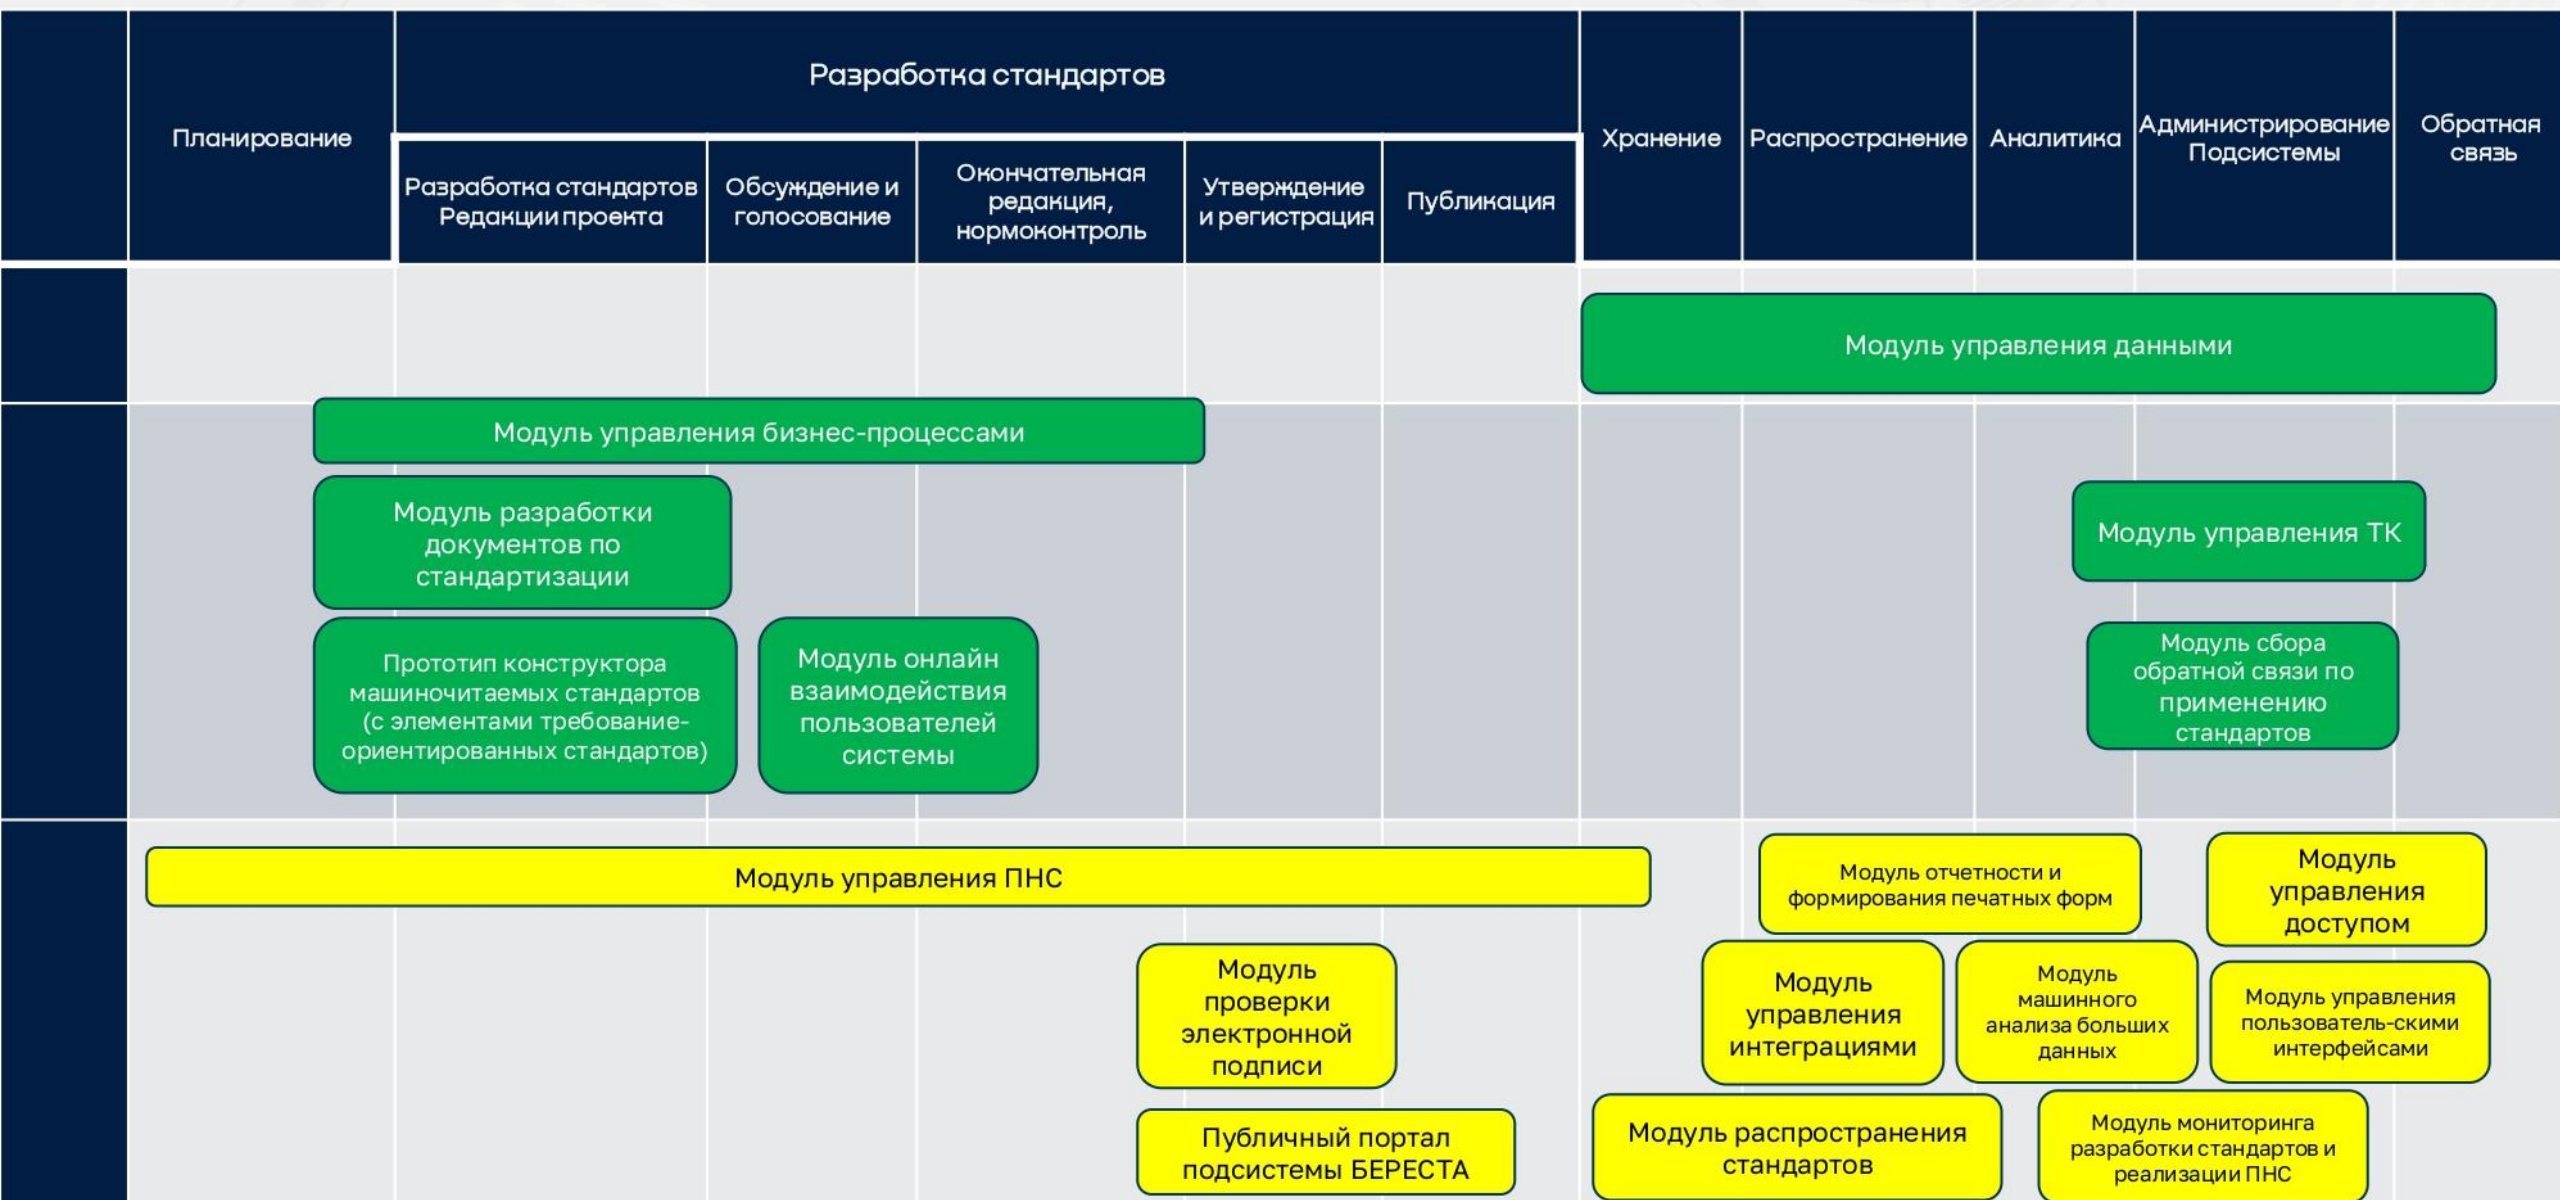 Разработка стандартов
Планирование
Хранение
Распространение
Аналитика
Администрирование
Подсистемы
Обратная
связь
Разработка стандартов
Редакции проекта
Обсуждение и
голосование
Окончательная
редакция,
нормоконтроль
Утверждение
и регистрация
Публикация
Модуль управления данными
Модуль управления бизнес-процессами
Модуль разработки
документов по
стандартизации
Модуль управления ТК
Прототип конструктора
машиночитаемых стандартов
(с элементами требование-
ориентированных стандартов)
Модуль онлайн
взаимодействия
пользователей
системы
Модуль сбора
обратной связи по
применению
стандартов
Модуль управления ПНС
Модуль отчетности и
формирования печатных форм
Модуль
управления
доступом
Модуль
проверки
электронной
подписи
Модуль
управления
интеграциями
Модуль
машинного
анализа больших
данных
Модуль управления
пользователь-скими
интерфейсами
Публичный портал
подсистемы БЕРЕСТА
Модуль распространения
стандартов
Модуль мониторинга
разработки стандартов и
реализации ПНС